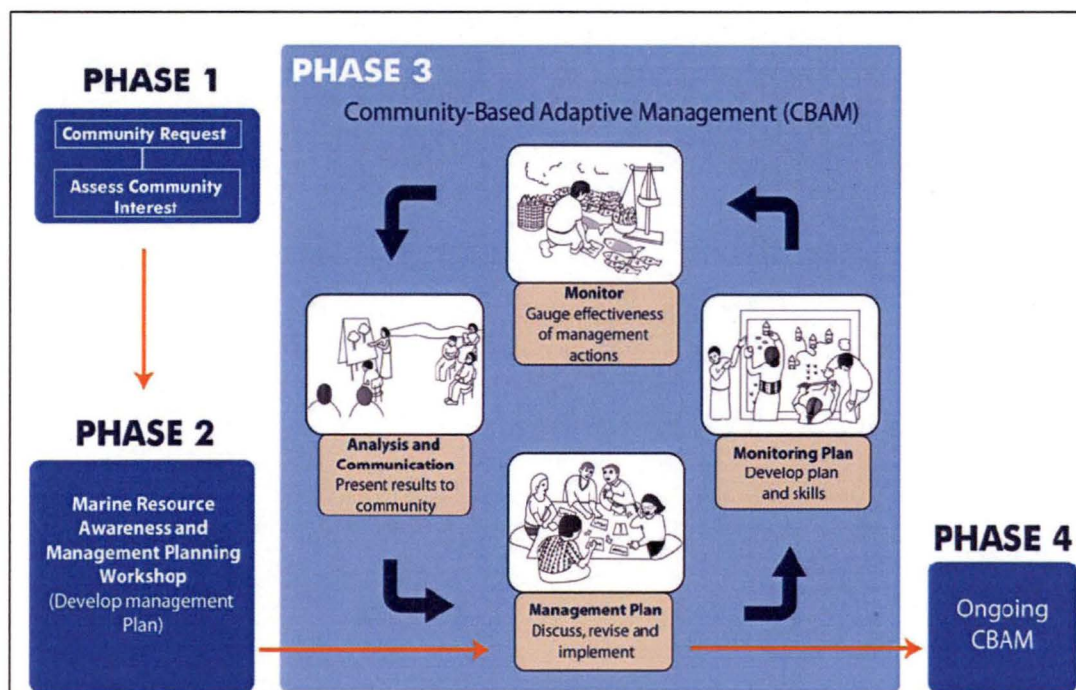 PHASE 1
Community Request
Assess Community
Interest
PHASE 2
Marine Resource
Awareness and
Management Planning
Workshop
(Develop management
Plan)
PHASE 3
Community-Based Adaptive Management (CBAM)
Monitor
Gauge effectiveness
of management
actions
Analysis and
Communication
Present results to
community
Monitoring Plan
Develop plan
and skills
Management Plan
Discuss, revise and
implement
PHASE 4
Ongoing
CBAM